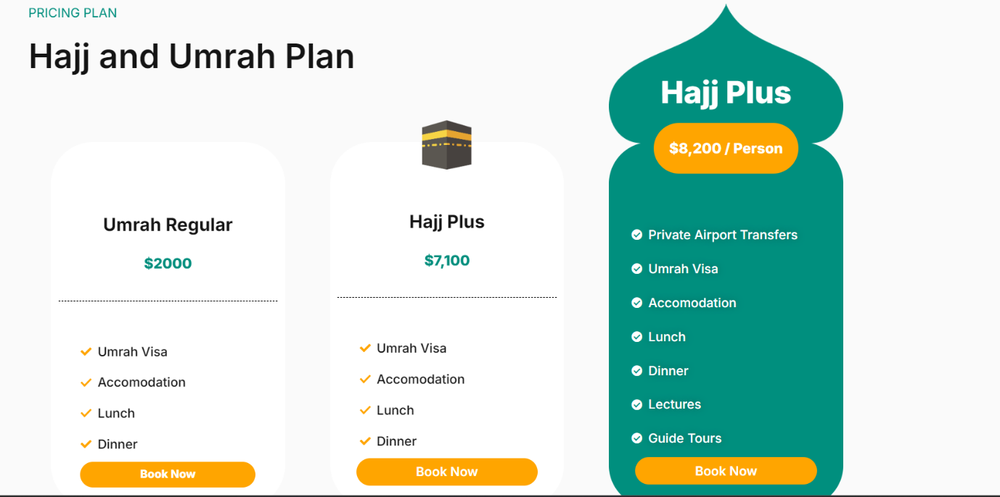 PRICING PLAN
Hajj and Umrah Plan
Umrah Regular
$2000
Umrah Visa
Accomodation
Lunch
Dinner
Book Now
Hajj Plus
$7,100
Umrah Visa
Accomodation
Lunch
Dinner
Book Now
Hajj Plus
$8,200 / Person
Private Airport Transfers
Umrah Visa
Accomodation
Lunch
Dinner
Lectures
Guide Tours
Book Now